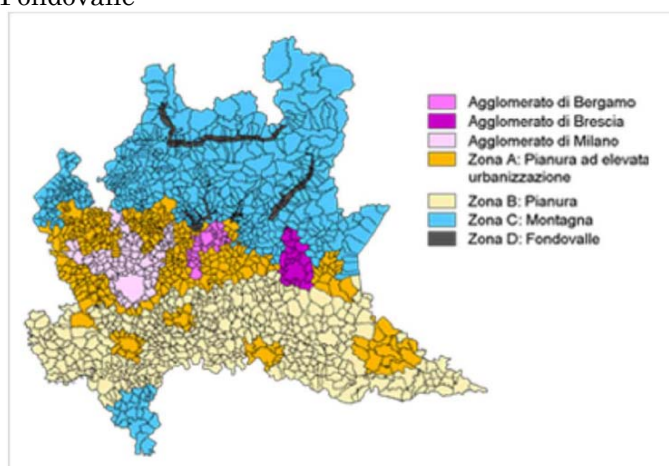 Fondovalle
Agglomerato di Bergamo
Agglomerato di Brescia
Agglomerato di Milano
Zona A: Pianura ad elevata
urbanizzazione
Zona B: Pianura
Zona C: Montagna
Zona D: Fondovalle